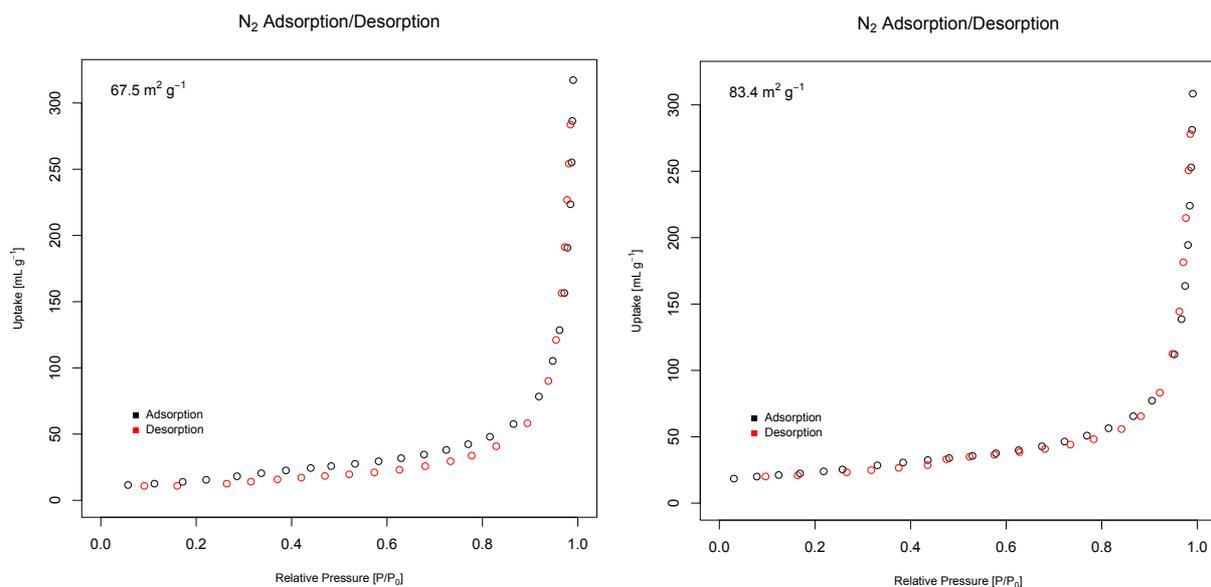 N₂ Adsorption/Desorption
67.5 m² g⁻¹
Uptake [mL g⁻¹]
300
250
200
150
100
50
0
Adsorption
Desorption
0.0 0.2 0.4 0.6 0.8 1.0
Relative Pressure [P/P₀]
N₂ Adsorption/Desorption
83.4 m² g⁻¹
Uptake [mL g⁻¹]
300
250
200
150
100
50
0
Adsorption
Desorption
0.0 0.2 0.4 0.6 0.8 1.0
Relative Pressure [P/P₀]